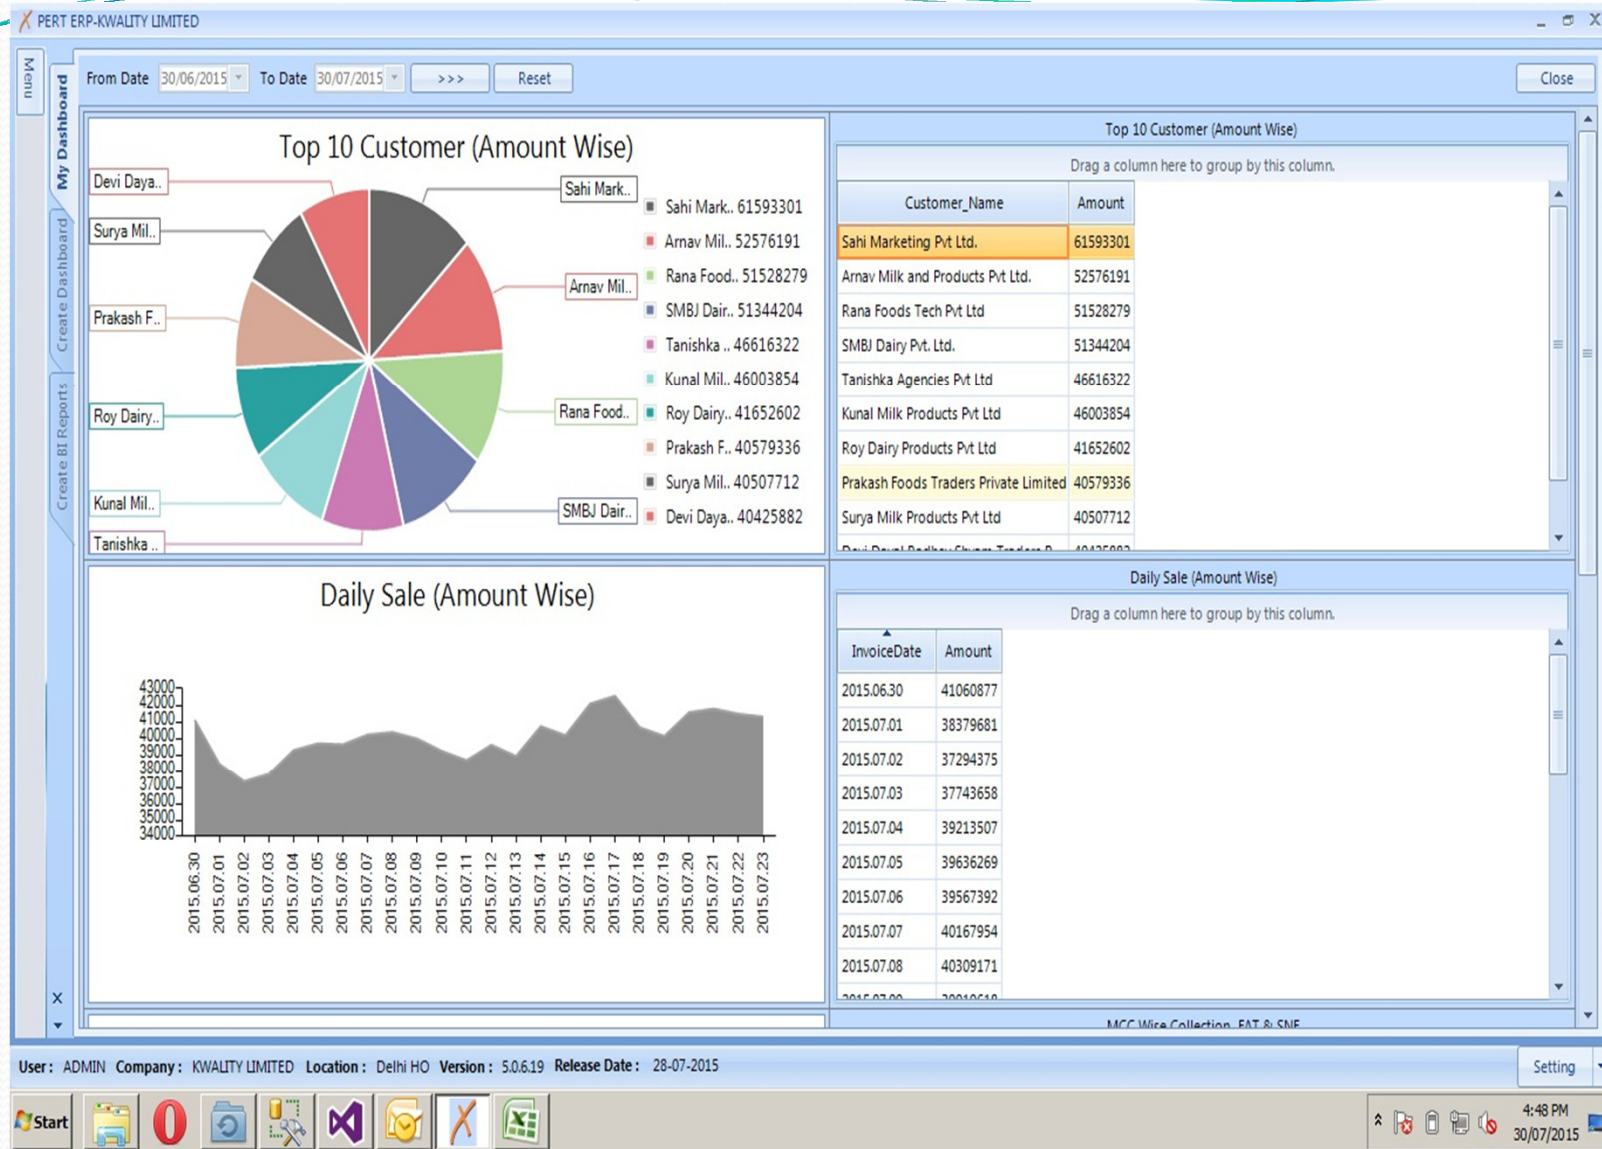 PERT ERP-KWALITY LIMITED
Menu
My Dashboard
Create Dashboard
Create BI Reports
From Date 30/06/2015 To Date 30/07/2015 >>> Reset Close
Top 10 Customer (Amount Wise)
Devi Daya..
Surya Mil..
Prakash F..
Roy Dairy..
Kunal Mil..
Tanishka ..
Sahi Mark..
Arnav Mil..
Rana Food..
SMBJ Dair..
Sahi Mark.. 61593301
Arnav Mil.. 52576191
Rana Food.. 51528279
SMBJ Dair.. 51344204
Tanishka .. 46616322
Kunal Mil.. 46003854
Roy Dairy.. 41652602
Prakash F.. 40579336
Surya Mil.. 40507712
Devi Daya.. 40425882
Top 10 Customer (Amount Wise)
Drag a column here to group by this column.
Customer_Name Amount
Sahi Marketing Pvt Ltd. 61593301
Arnav Milk and Products Pvt Ltd. 52576191
Rana Foods Tech Pvt Ltd 51528279
SMBJ Dairy Pvt. Ltd. 51344204
Tanishka Agencies Pvt Ltd 46616322
Kunal Milk Products Pvt Ltd 46003854
Roy Dairy Products Pvt Ltd 41652602
Prakash Foods Traders Private Limited 40579336
Surya Milk Products Pvt Ltd 40507712
Daily Sale (Amount Wise)
43000
42000
41000
40000
39000
38000
37000
36000
35000
34000
2015.06.30
2015.07.01
2015.07.02
2015.07.03
2015.07.04
2015.07.05
2015.07.06
2015.07.07
2015.07.08
2015.07.09
2015.07.10
2015.07.11
2015.07.12
2015.07.13
2015.07.14
2015.07.15
2015.07.16
2015.07.17
2015.07.18
2015.07.19
2015.07.20
2015.07.21
2015.07.22
2015.07.23
Daily Sale (Amount Wise)
Drag a column here to group by this column.
InvoiceDate Amount
2015.06.30 41060877
2015.07.01 38379681
2015.07.02 37294375
2015.07.03 37743658
2015.07.04 39213507
2015.07.05 39636269
2015.07.06 39567392
2015.07.07 40167954
2015.07.08 40309171
MCC Wise Collection, FAT & SNF
User : ADMIN Company : KWALITY LIMITED Location : Delhi HO Version : 5.0.6.19 Release Date : 28-07-2015 Setting
Start
4:48 PM
30/07/2015